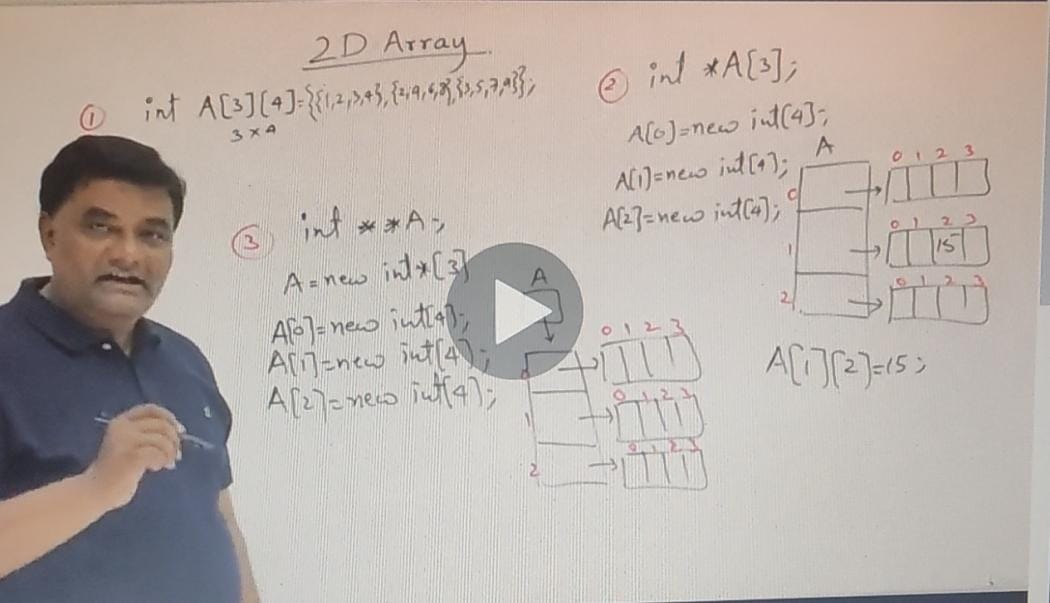 2D Array
① int A[3][4]={{1,2,3,4},{2,4,6,8},{3,5,7,9}};
3×4
② int *A[3];
A[0]=new int[4];
A[1]=new int[4];
A[2]=new int[4];
A
0 1 2 3
0
0 1 2 3
1 15
0 1 2 3
2
A[1][2]=15;
③ int **A;
A=new int*[3]
A[0]=new int[4];
A[1]=new int[4];
A[2]=new int[4];
A
0 1 2 3
0
0 1 2 3
1
0 1 2 3
2